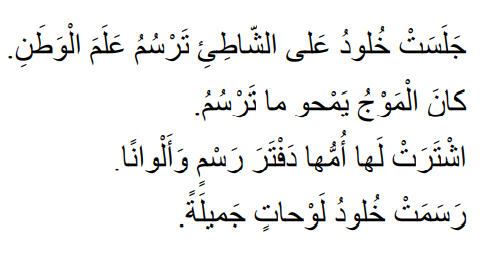 جَلَسَتْ خُلودُ عَلى الشّاطِئِ تَرْسُمُ عَلَمَ الْوَطَنِ.
كانَ الْمَوْجُ يَمْحو ما تَرْسُمُ.
اشْتَرَتْ لَها أُمُّها دَفْتَرَ رَسْمٍ وَأَلْوانًا.
رَسَمَتْ خُلودُ لَوْحاتٍ جَميلَةً.